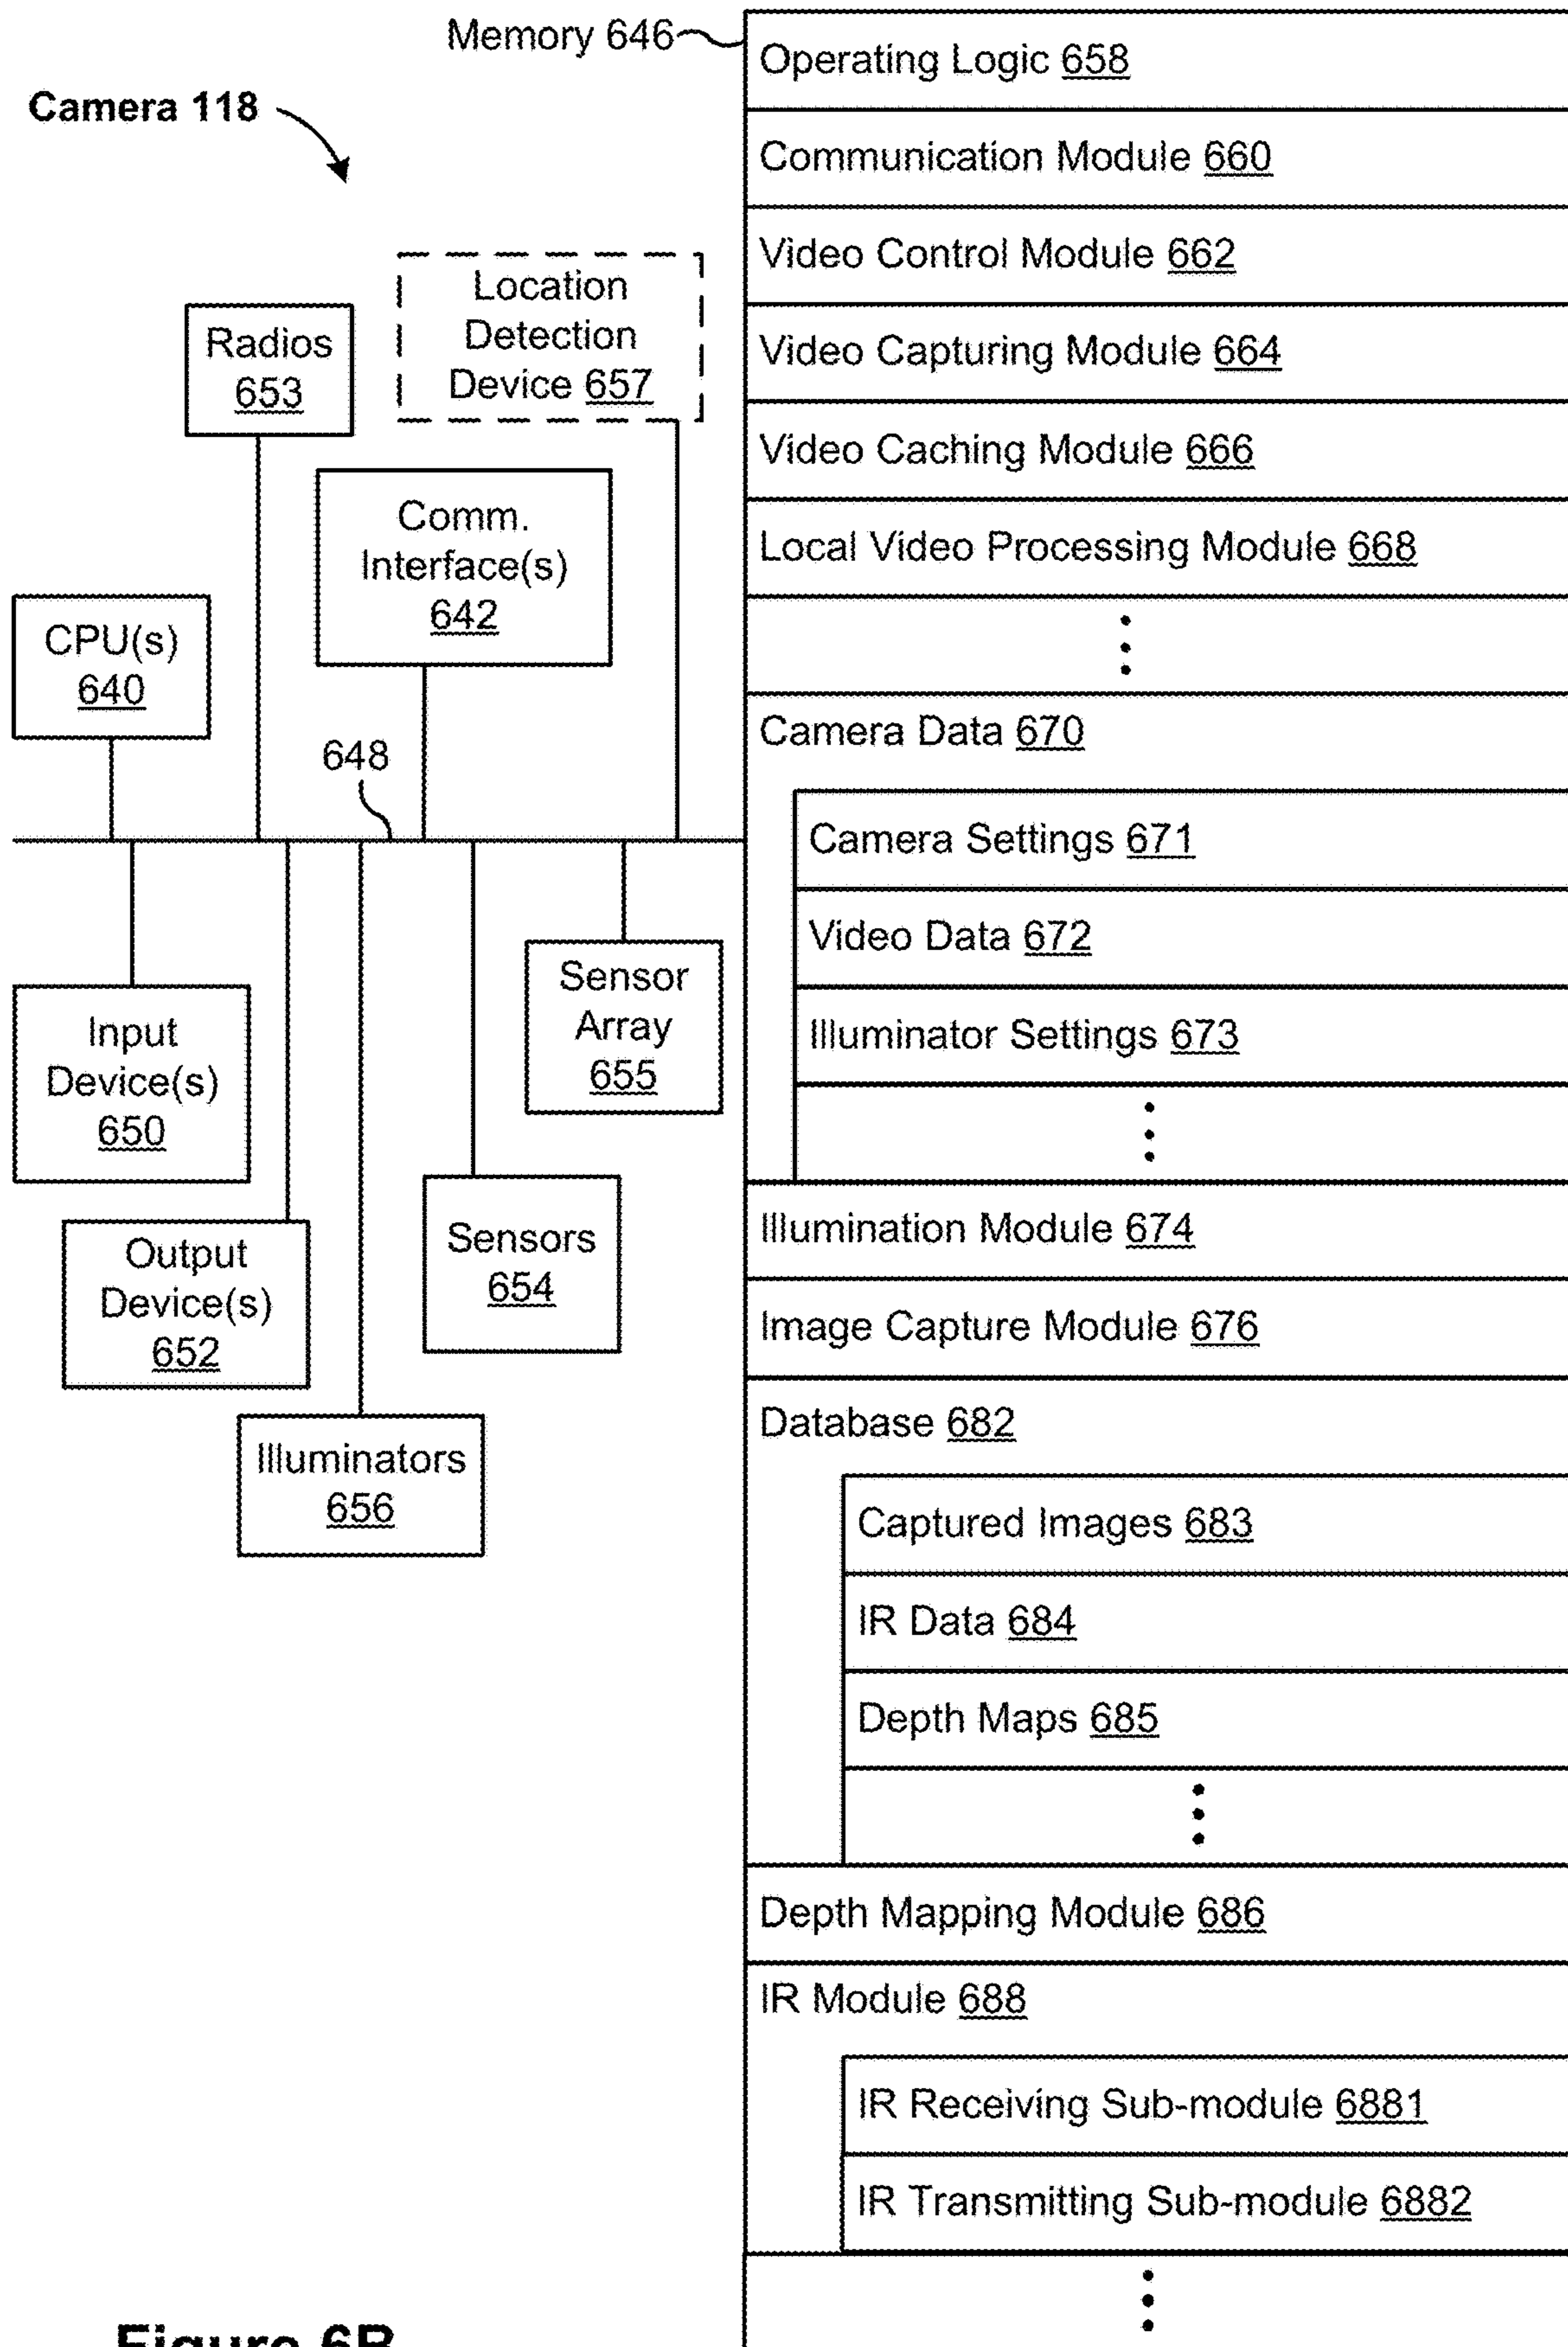 Memory 646
Camera 118
Location
Detection
Device 657
Radios
653
Comm.
Interface(s)
642
CPU(s)
640
648
Sensor
Array
655
Input
Device(s)
650
Sensors
654
Output
Device(s)
652
Illuminators
656
Operating Logic 658
Communication Module 660
Video Control Module 662
Video Capturing Module 664
Video Caching Module 666
Local Video Processing Module 668
Camera Data 670
Camera Settings 671
Video Data 672
Illuminator Settings 673
Illumination Module 674
Image Capture Module 676
Database 682
Captured Images 683
IR Data 684
Depth Maps 685
Depth Mapping Module 686
IR Module 688
IR Receiving Sub-module 6881
IR Transmitting Sub-module 6882
Figure 6B